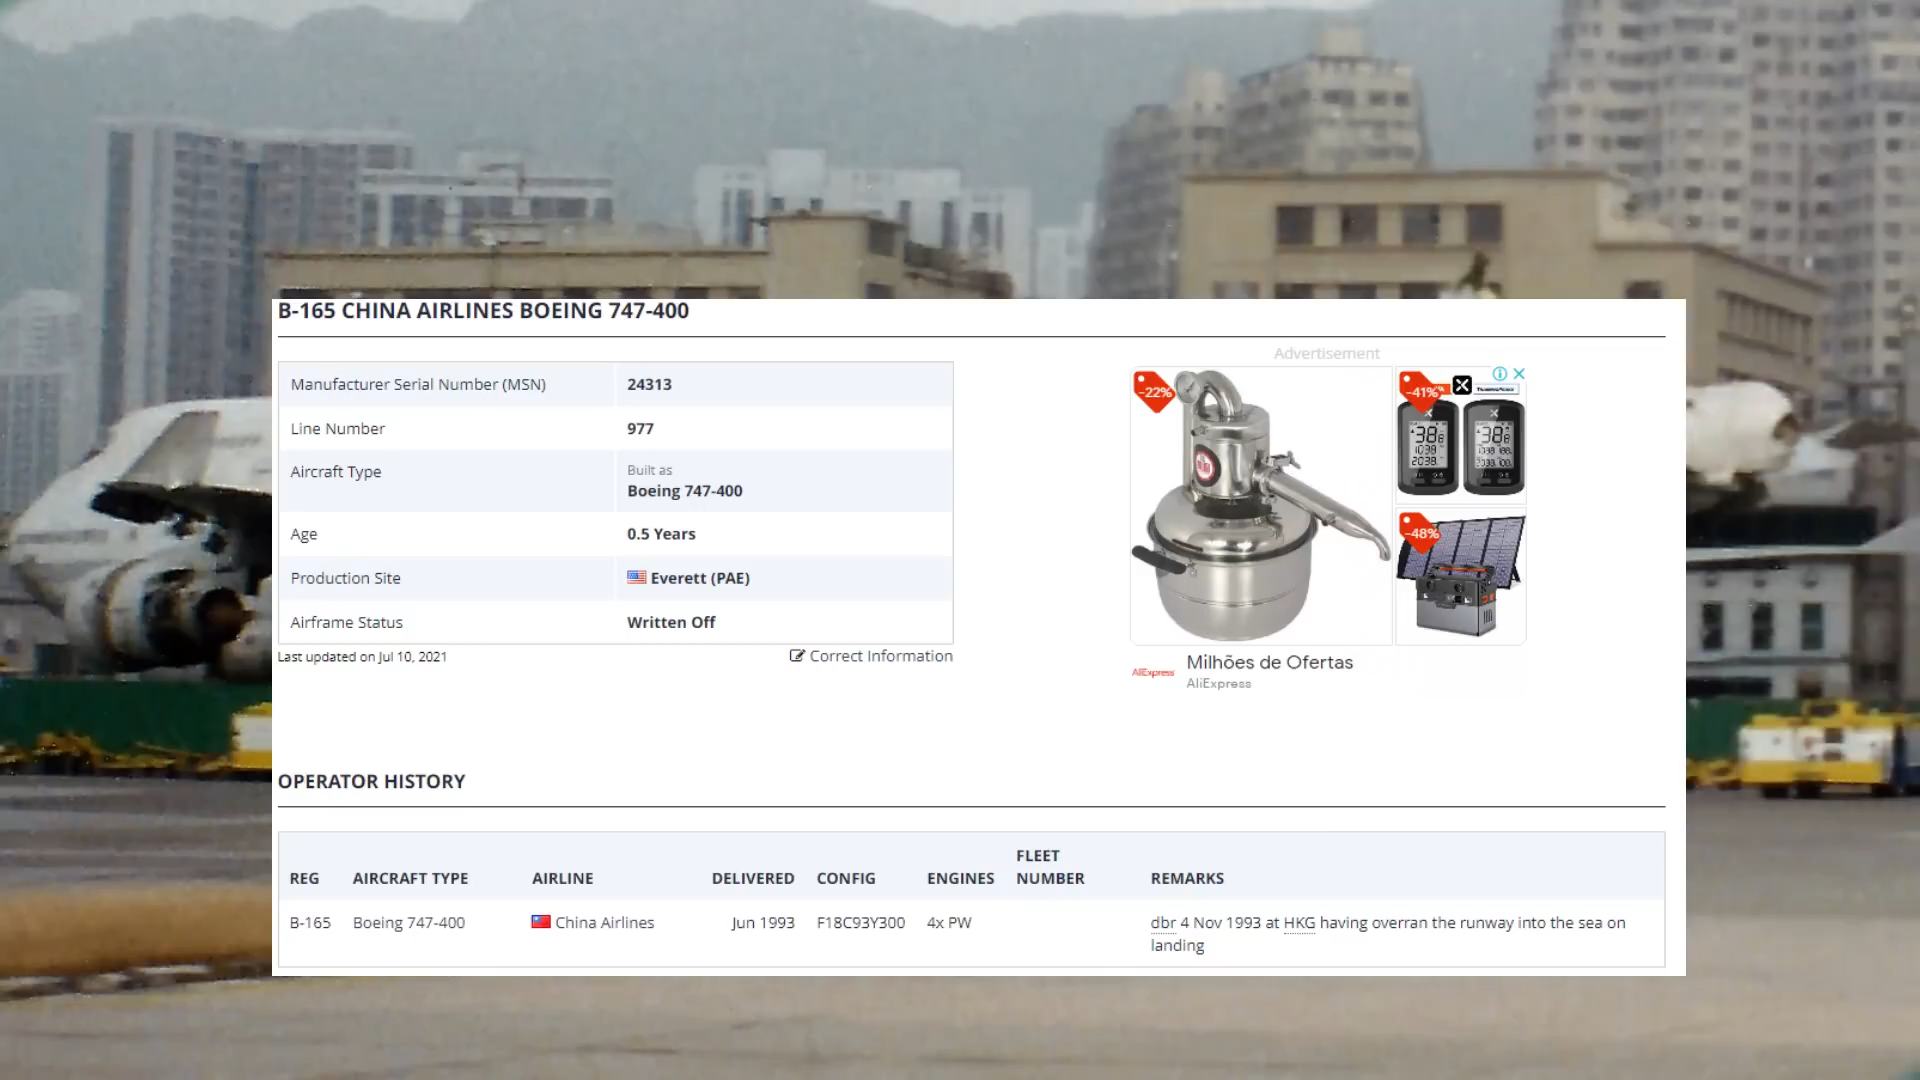 B-165 CHINA AIRLINES BOEING 747-400
Manufacturer Serial Number (MSN) 24313
Line Number 977
Aircraft Type Built as
Boeing 747-400
Age 0.5 Years
Production Site Everett (PAE)
Airframe Status Written Off
Last updated on Jul 10, 2021 Correct Information
Advertisement
-22%
-41%
-48%
Milhões de Ofertas
AliExpress
AliExpress
OPERATOR HISTORY
REG AIRCRAFT TYPE AIRLINE DELIVERED CONFIG ENGINES FLEET NUMBER REMARKS
B-165 Boeing 747-400 China Airlines Jun 1993 F18C93Y300 4x PW dbr 4 Nov 1993 at HKG having overran the runway into the sea on
landing